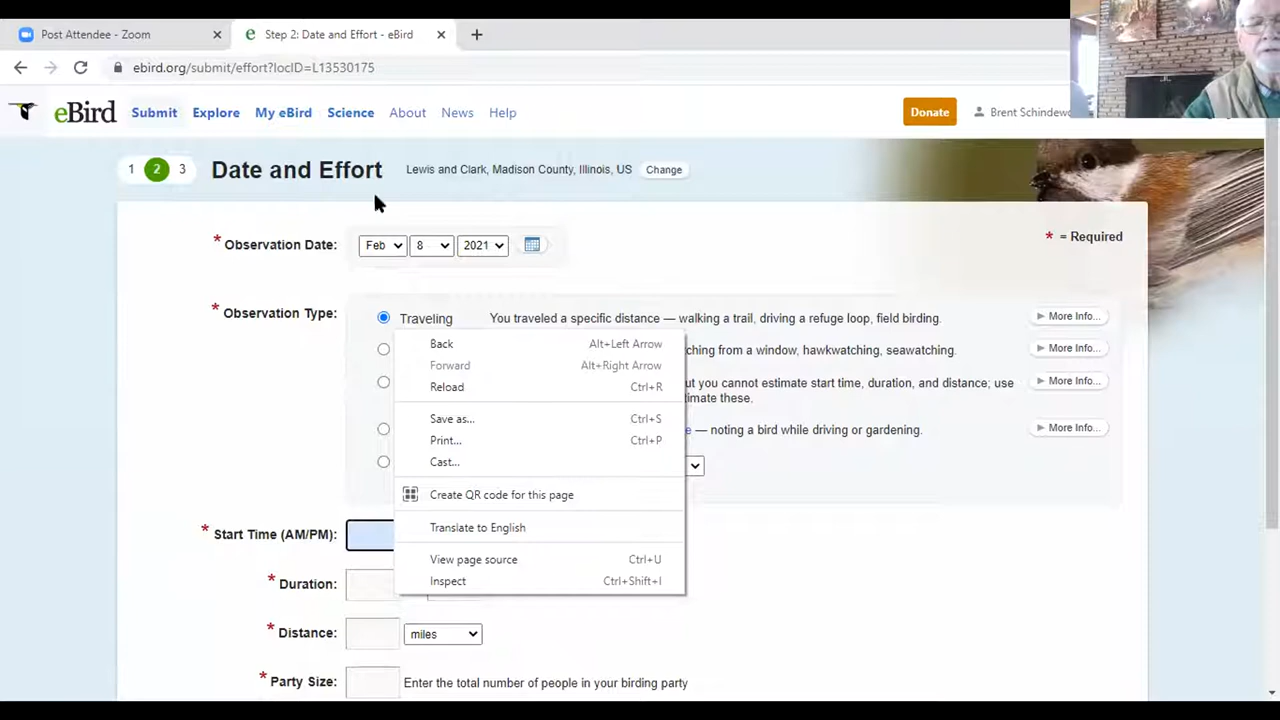 Post Attendee - Zoom
Step 2: Date and Effort - eBird
ebird.org/submit/effort?locID=L13530175
eBird
Submit
Explore
My eBird
Science
About
News
Help
Donate
1 2 3
Date and Effort
Lewis and Clark, Madison County, Illinois, US
Change
* = Required
* Observation Date:
Feb
8
2021
* Observation Type:
Traveling
You traveled a specific distance — walking a trail, driving a refuge loop, field birding.
More Info...
from a window, hawkwatching, seawatching.
More Info...
but you cannot estimate start time, duration, and distance; use
these.
More Info...
— noting a bird while driving or gardening.
More Info...
Back Alt+Left Arrow
Forward Alt+Right Arrow
Reload Ctrl+R
Save as... Ctrl+S
Print... Ctrl+P
Cast...
Create QR code for this page
Translate to English
View page source Ctrl+U
Inspect Ctrl+Shift+I
* Start Time (AM/PM):
* Duration:
* Distance:
miles
* Party Size:
Enter the total number of people in your birding party